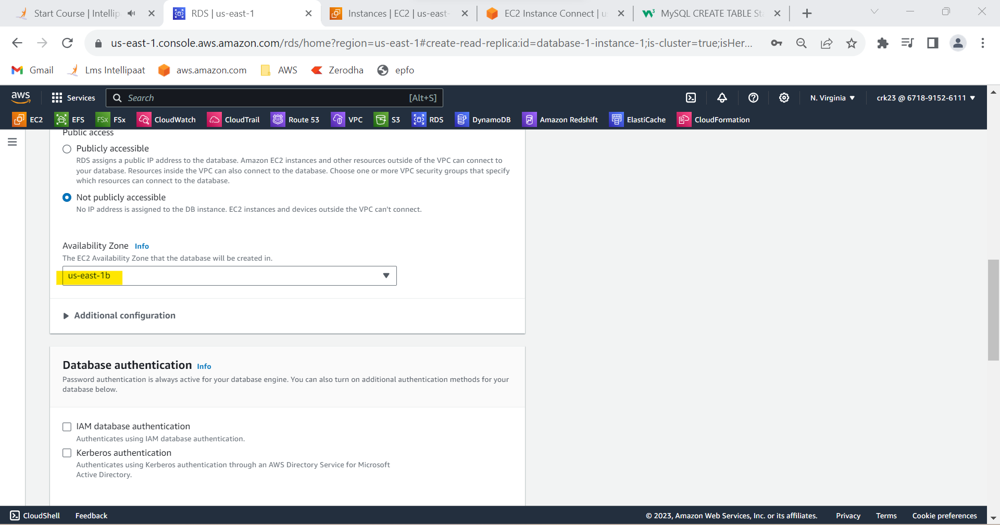 Start Course | Intellip
RDS | us-east-1
Instances | EC2 | us-east-
EC2 Instance Connect | u
MySQL CREATE TABLE Sta
us-east-1.console.aws.amazon.com/rds/home?region=us-east-1#create-read-replica:id=database-1-instance-1;is-cluster=true;isHer...
Gmail
Lms Intellipaat
aws.amazon.com
AWS
Zerodha
epfo
aws
Services
Search
[Alt+S]
N. Virginia
crk23 @ 6718-9152-6111
EC2
EFS
FSx
FSx
CloudWatch
CloudTrail
Route 53
VPC
S3
RDS
DynamoDB
Amazon Redshift
ElastiCache
CloudFormation
Public access
Publicly accessible
RDS assigns a public IP address to the database. Amazon EC2 instances and other resources outside of the VPC can connect to
your database. Resources inside the VPC can also connect to the database. Choose one or more VPC security groups that specify
which resources can connect to the database.
Not publicly accessible
No IP address is assigned to the DB instance. EC2 instances and devices outside the VPC can't connect.
Availability Zone Info
The EC2 Availability Zone that the database will be created in.
us-east-1b
Additional configuration
Database authentication Info
Password authentication is always active for your database engine. You can also turn on additional authentication methods for your
database below.
IAM database authentication
Authenticates using IAM database authentication.
Kerberos authentication
Authenticates using Kerberos authentication through an AWS Directory Service for Microsoft
Active Directory.
CloudShell
Feedback
© 2023, Amazon Web Services, Inc. or its affiliates.
Privacy
Terms
Cookie preferences